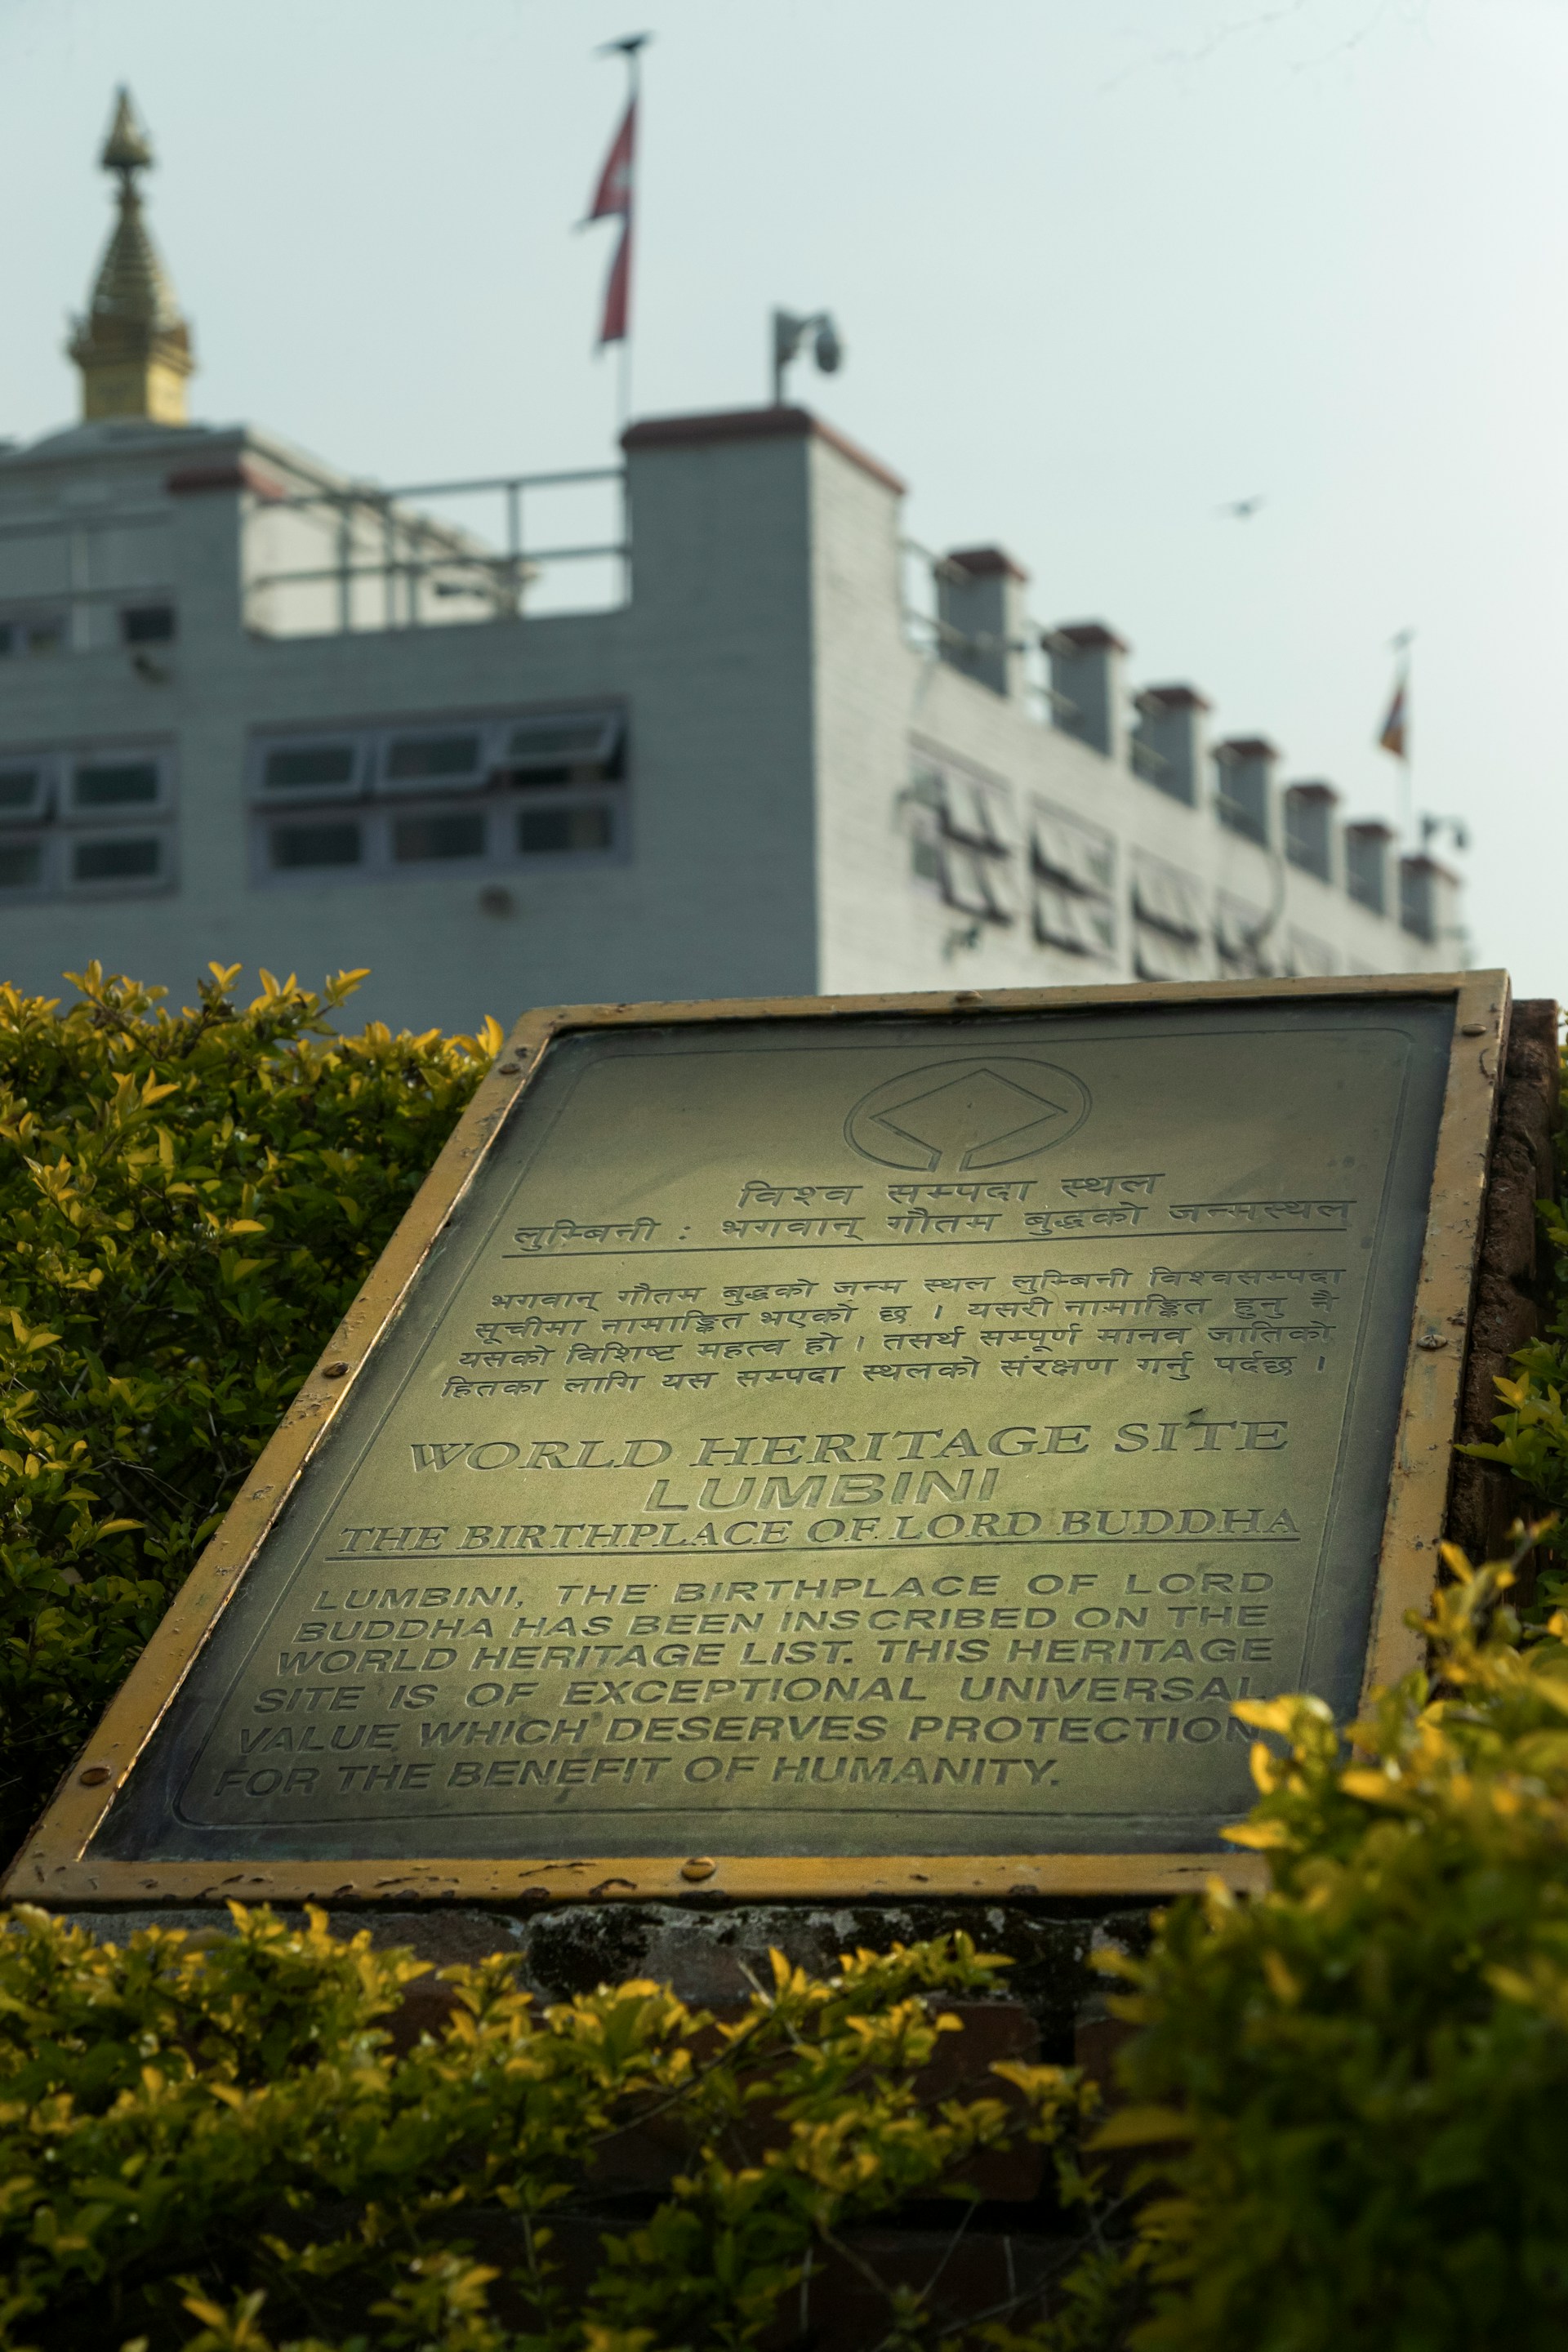 विश्व सम्पदा स्थल
लुम्बिनी : भगवान् गौतम बुद्धको जन्मस्थल
भगवान् गौतम बुद्धको जन्म स्थल लुम्बिनी विश्वसम्पदा
सूचीमा नामाङ्कित भएको छ । यसरी नामाङ्कित हुनु नै
यसको विशिष्ट महत्व हो । तसर्थ सम्पूर्ण मानव जातिको
हितका लागि यस सम्पदा स्थलको संरक्षण गर्नु पर्दछ ।
WORLD HERITAGE SITE
LUMBINI
THE BIRTHPLACE OF LORD BUDDHA
LUMBINI, THE BIRTHPLACE OF LORD
BUDDHA HAS BEEN INSCRIBED ON THE
WORLD HERITAGE LIST. THIS HERITAGE
SITE IS OF EXCEPTIONAL UNIVERSAL
VALUE WHICH DESERVES PROTECTION
FOR THE BENEFIT OF HUMANITY.